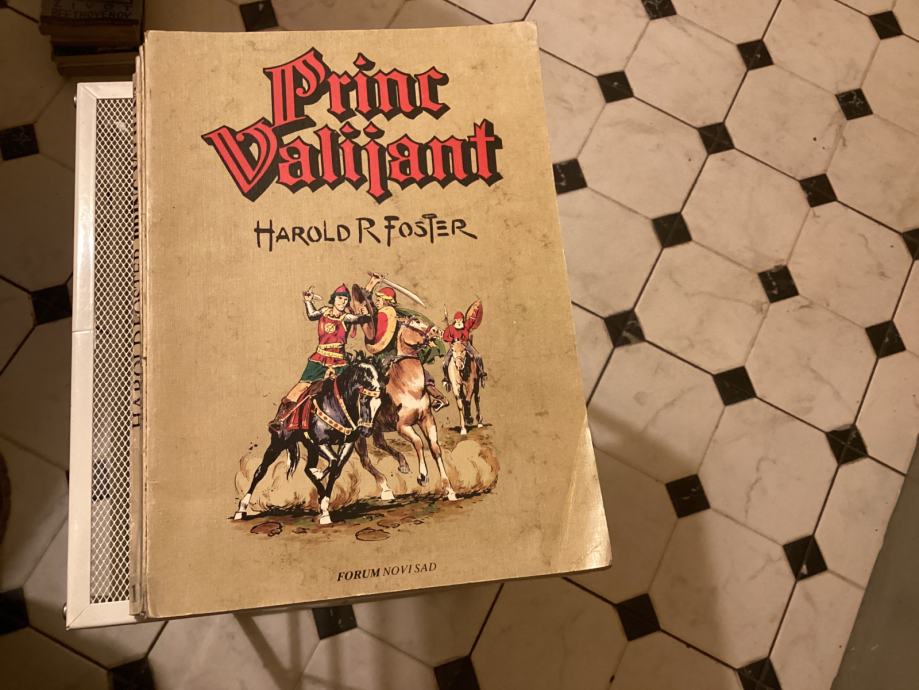 Princ
Valijant
HAROLD R FOSTER
FORUM NOVI SAD